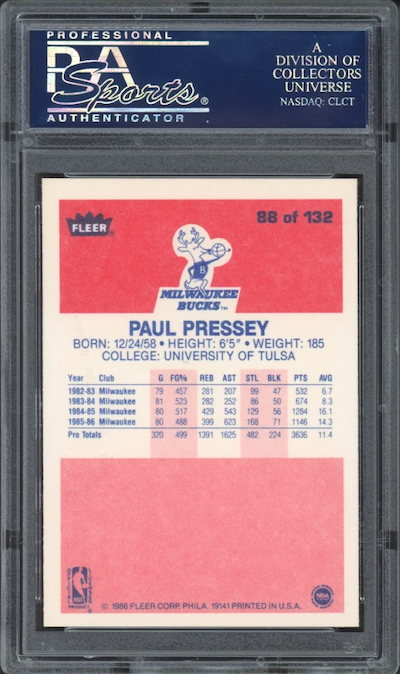 PROFESSIONAL
PSA
Sports®
AUTHENTICATOR
A
DIVISION OF
COLLECTORS
UNIVERSE
NASDAQ: CLCT
FLEER
88 of 132
B
MILWAUKEE
BUCKS™
PAUL PRESSEY
BORN: 12/24/58 • HEIGHT: 6'5" • WEIGHT: 185
COLLEGE: UNIVERSITY OF TULSA
Year Club G FG% REB AST STL BLK PTS AVG
1982-83 Milwaukee 79 457 281 207 99 47 532 6.7
1983-84 Milwaukee 81 523 282 252 86 50 674 8.3
1984-85 Milwaukee 80 517 429 543 129 56 1284 16.1
1985-86 Milwaukee 80 488 399 623 168 71 1146 14.3
Pro Totals 320 499 1391 1625 482 224 3636 11.4
NBA
PRODUCT
NBA
© 1986 FLEER CORP. PHILA. 19141 PRINTED IN U.S.A.